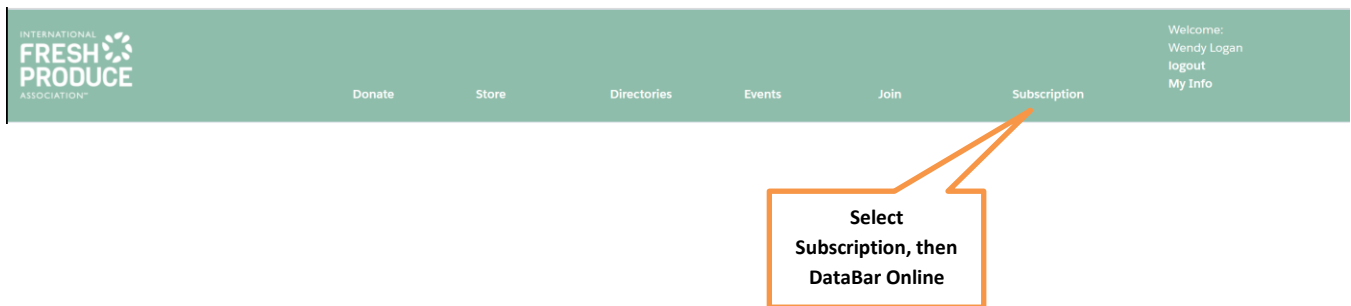 INTERNATIONAL
FRESH
PRODUCE
ASSOCIATION™
Donate Store Directories Events Join Subscription
Welcome:
Wendy Logan
logout
My Info
Select
Subscription, then
DataBar Online